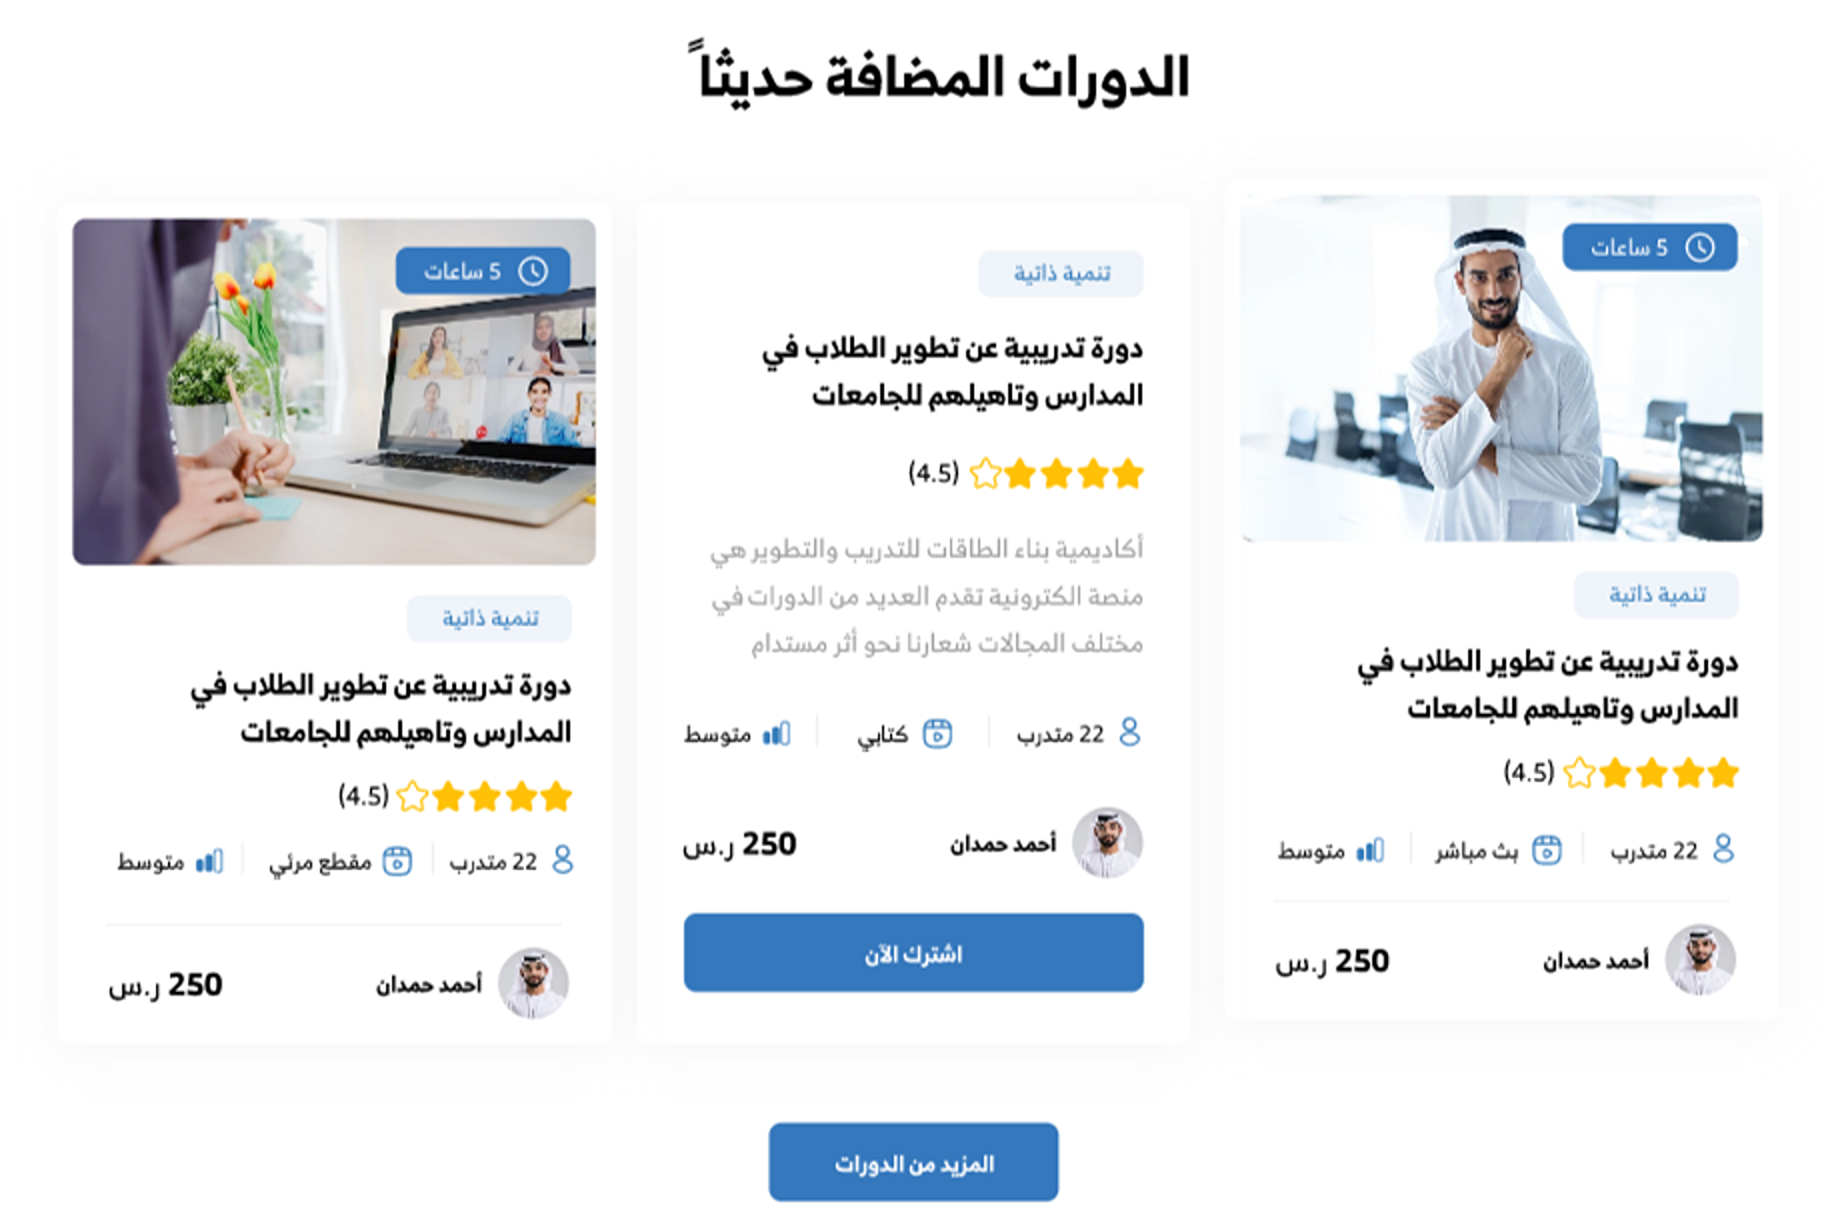 الدورات المضافة حديثاً
5 ساعات
تنمية ذاتية
دورة تدريبية عن تطوير الطلاب في
المدارس وتاهيلهم للجامعات
(4.5)
22 متدرب
بث مباشر
متوسط
أحمد حمدان
250 ر.س
تنمية ذاتية
دورة تدريبية عن تطوير الطلاب في
المدارس وتاهيلهم للجامعات
(4.5)
أكاديمية بناء الطاقات للتدريب والتطوير هي
منصة الكترونية تقدم العديد من الدورات في
مختلف المجالات شعارنا نحو أثر مستدام
22 متدرب
كتابي
متوسط
أحمد حمدان
250 ر.س
اشترك الآن
5 ساعات
تنمية ذاتية
دورة تدريبية عن تطوير الطلاب في
المدارس وتاهيلهم للجامعات
(4.5)
22 متدرب
مقطع مرئي
متوسط
أحمد حمدان
250 ر.س
المزيد من الدورات